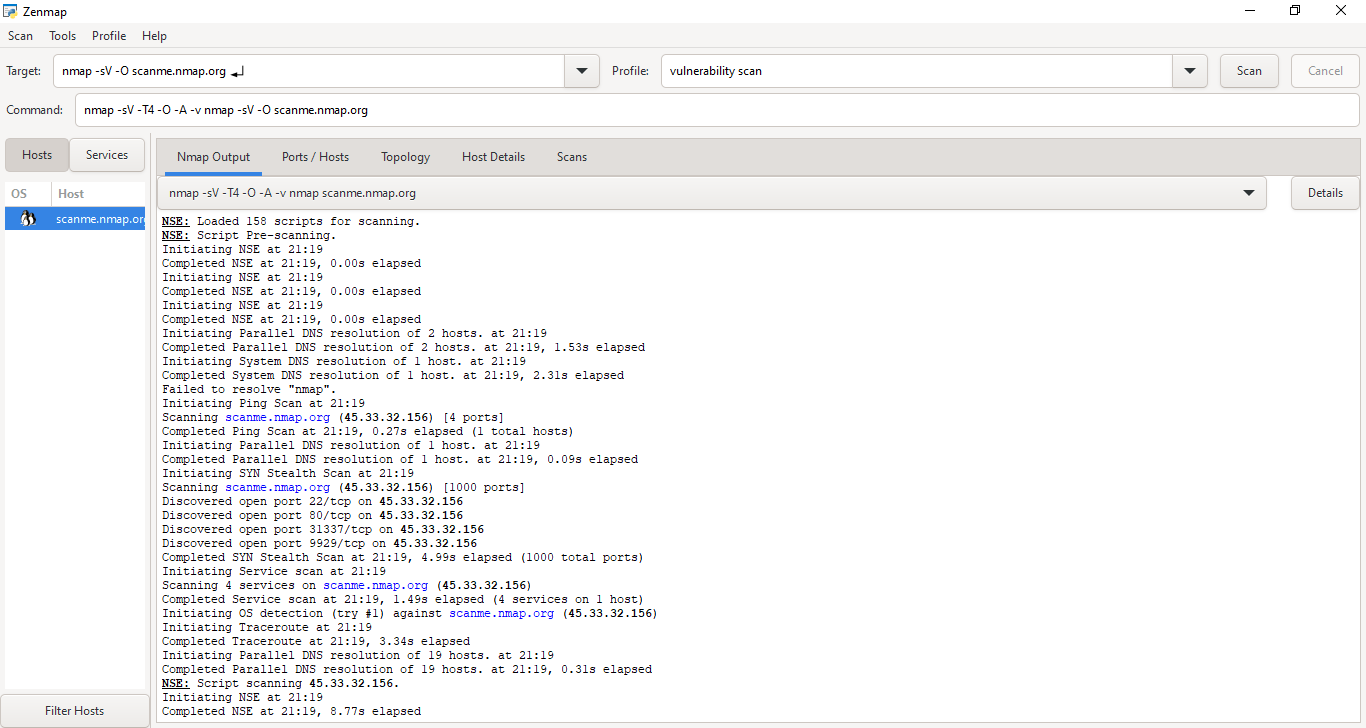 Zenmap
Scan Tools Profile Help
Target: nmap -sV -O scanme.nmap.org ↲ Profile: vulnerability scan Scan Cancel
Command: nmap -sV -T4 -O -A -v nmap -sV -O scanme.nmap.org
Hosts Services Nmap Output Ports / Hosts Topology Host Details Scans
OS Host
nmap -sV -T4 -O -A -v nmap scanme.nmap.org Details
scanme.nmap.or
NSE: Loaded 158 scripts for scanning.
NSE: Script Pre-scanning.
Initiating NSE at 21:19
Completed NSE at 21:19, 0.00s elapsed
Initiating NSE at 21:19
Completed NSE at 21:19, 0.00s elapsed
Initiating NSE at 21:19
Completed NSE at 21:19, 0.00s elapsed
Initiating Parallel DNS resolution of 2 hosts. at 21:19
Completed Parallel DNS resolution of 2 hosts. at 21:19, 1.53s elapsed
Initiating System DNS resolution of 1 host. at 21:19
Completed System DNS resolution of 1 host. at 21:19, 2.31s elapsed
Failed to resolve "nmap".
Initiating Ping Scan at 21:19
Scanning scanme.nmap.org (45.33.32.156) [4 ports]
Completed Ping Scan at 21:19, 0.27s elapsed (1 total hosts)
Initiating Parallel DNS resolution of 1 host. at 21:19
Completed Parallel DNS resolution of 1 host. at 21:19, 0.09s elapsed
Initiating SYN Stealth Scan at 21:19
Scanning scanme.nmap.org (45.33.32.156) [1000 ports]
Discovered open port 22/tcp on 45.33.32.156
Discovered open port 80/tcp on 45.33.32.156
Discovered open port 31337/tcp on 45.33.32.156
Discovered open port 9929/tcp on 45.33.32.156
Completed SYN Stealth Scan at 21:19, 4.99s elapsed (1000 total ports)
Initiating Service scan at 21:19
Scanning 4 services on scanme.nmap.org (45.33.32.156)
Completed Service scan at 21:19, 1.49s elapsed (4 services on 1 host)
Initiating OS detection (try #1) against scanme.nmap.org (45.33.32.156)
Initiating Traceroute at 21:19
Completed Traceroute at 21:19, 3.34s elapsed
Initiating Parallel DNS resolution of 19 hosts. at 21:19
Completed Parallel DNS resolution of 19 hosts. at 21:19, 0.31s elapsed
NSE: Script scanning 45.33.32.156.
Initiating NSE at 21:19
Completed NSE at 21:19, 8.77s elapsed
Filter Hosts